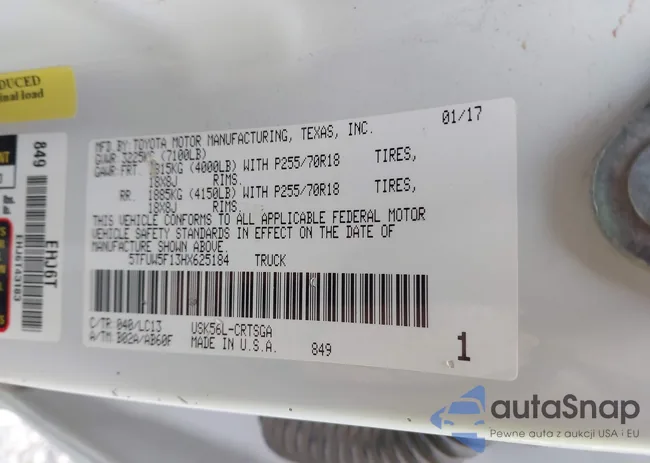 DUCED
inal load
849
EHJ6T
EHJ6T43183
MFD. BY: TOYOTA MOTOR MANUFACTURING, TEXAS, INC. 01/17
GVWR 3225KG (7100LB)
GAWR FRT. 1815KG (4000LB) WITH P255/70R18 TIRES,
18X8J RIMS.
RR. 1885KG (4150LB) WITH P255/70R18 TIRES,
18X8J RIMS.
THIS VEHICLE CONFORMS TO ALL APPLICABLE FEDERAL MOTOR
VEHICLE SAFETY STANDARDS IN EFFECT ON THE DATE OF
MANUFACTURE SHOWN ABOVE.
5TFUW5F13HX625184 TRUCK
C/TR: 040/LC13 USK56L-CRTSGA
A/TM: B02A/AB60F MADE IN U.S.A. 849 1
autaSnap
Pewne auta z aukcji USA i EU